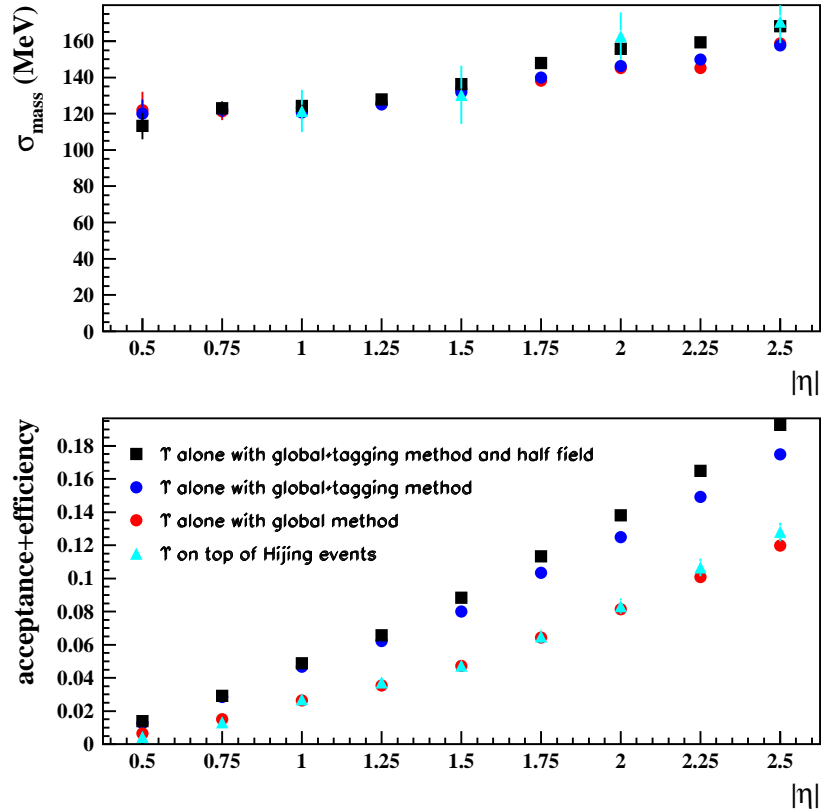 σmass (MeV)
160
140
120
100
80
60
40
20
0
0.5 0.75 1 1.25 1.5 1.75 2 2.25 2.5
|η|
acceptance+efficiency
0.18
0.16
0.14
0.12
0.1
0.08
0.06
0.04
0.02
0
ϒ alone with global+tagging method and half field
ϒ alone with global+tagging method
ϒ alone with global method
ϒ on top of Hijing events
0.5 0.75 1 1.25 1.5 1.75 2 2.25 2.5
|η|